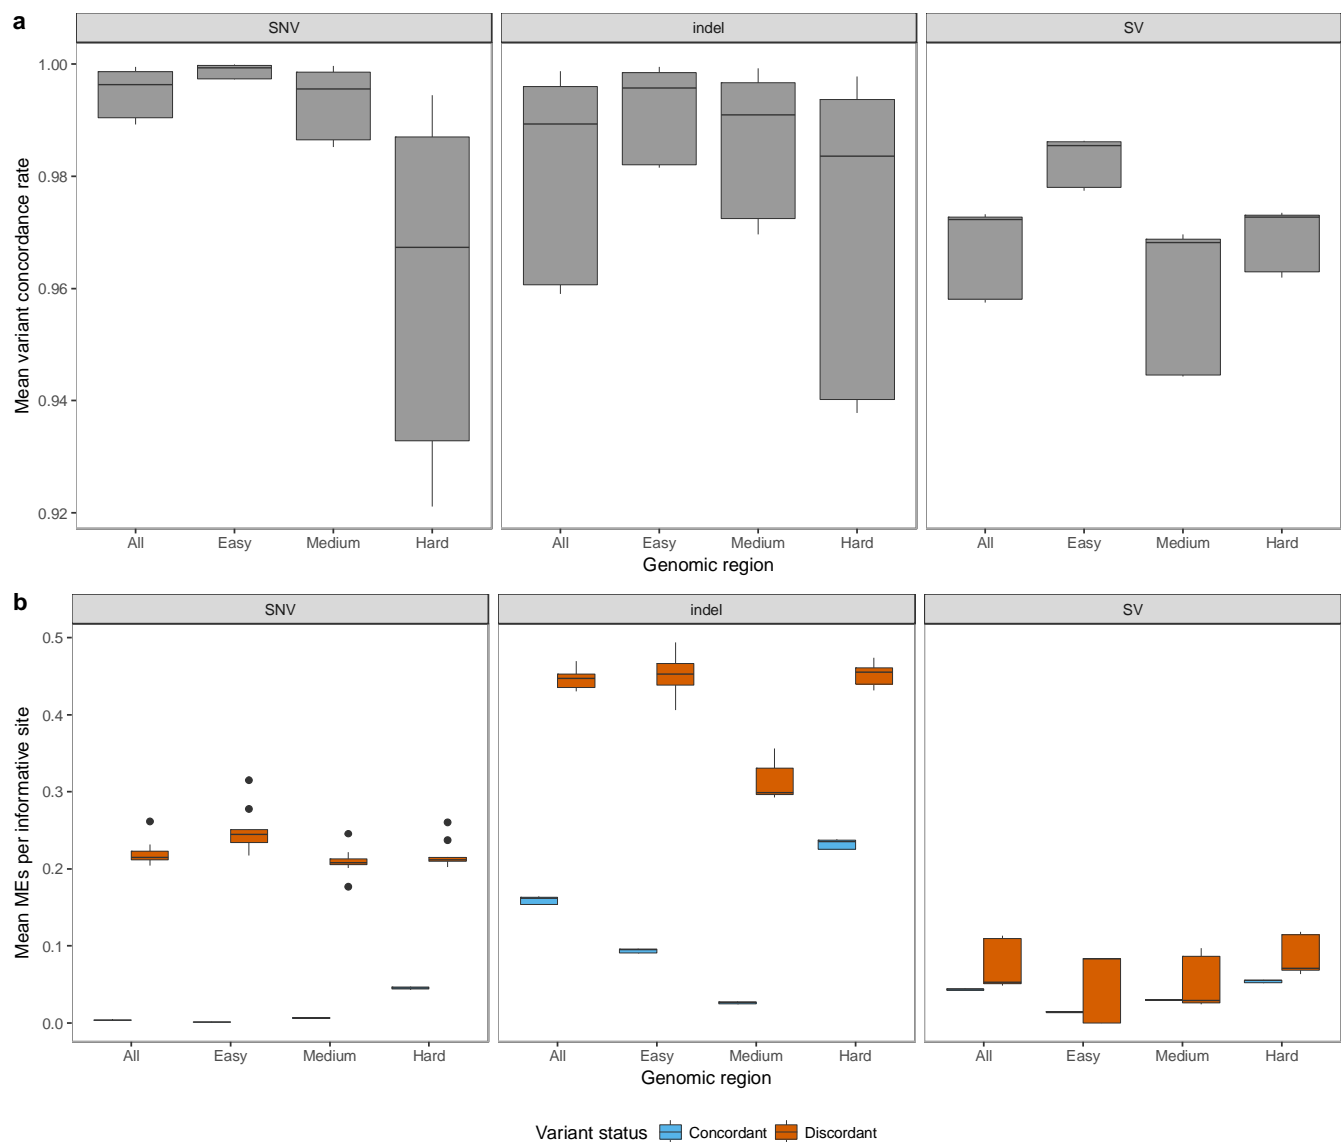 a
SNV indel SV
Mean variant concordance rate
1.00
0.98
0.96
0.94
0.92
All Easy Medium Hard All Easy Medium Hard All Easy Medium Hard
Genomic region
b
SNV indel SV
Mean MEs per informative site
0.5
0.4
0.3
0.2
0.1
0.0
All Easy Medium Hard All Easy Medium Hard All Easy Medium Hard
Genomic region
Variant status Concordant Discordant